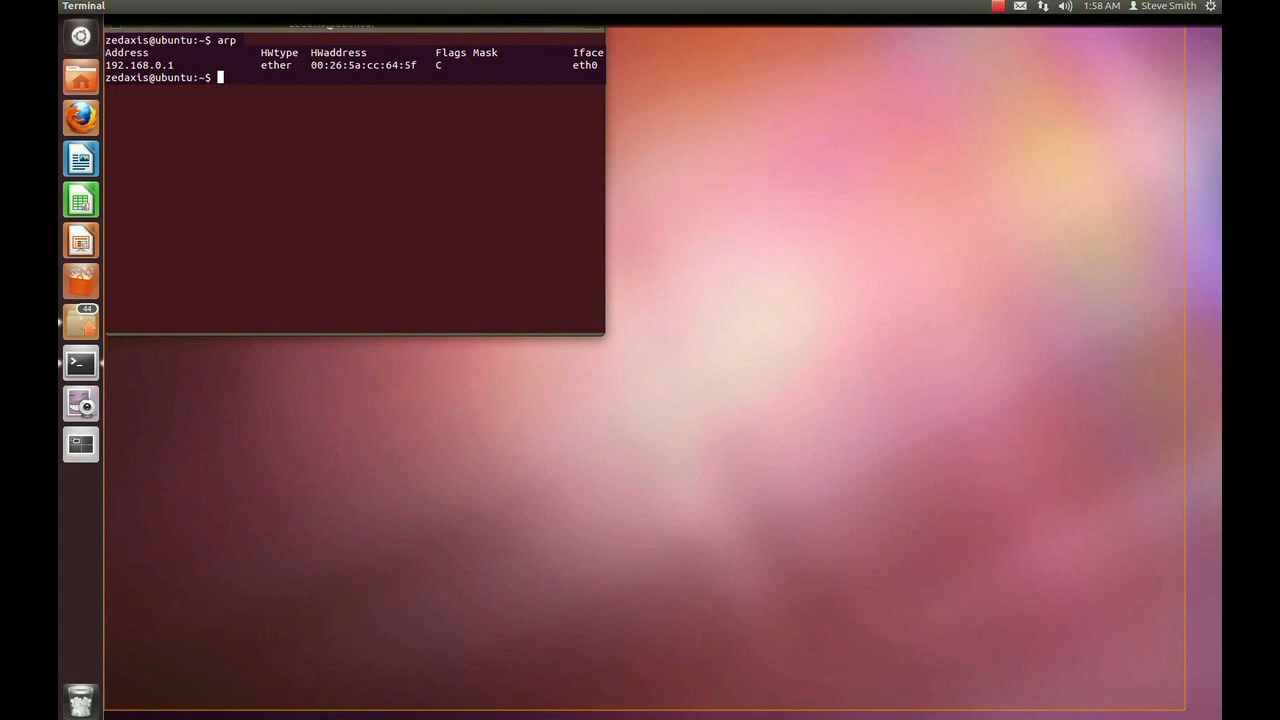 Terminal
1:58 AM
Steve Smith
zedaxis@ubuntu:~$ arp
Address HWtype HWaddress Flags Mask Iface
192.168.0.1 ether 00:26:5a:cc:64:5f C eth0
zedaxis@ubuntu:~$
44